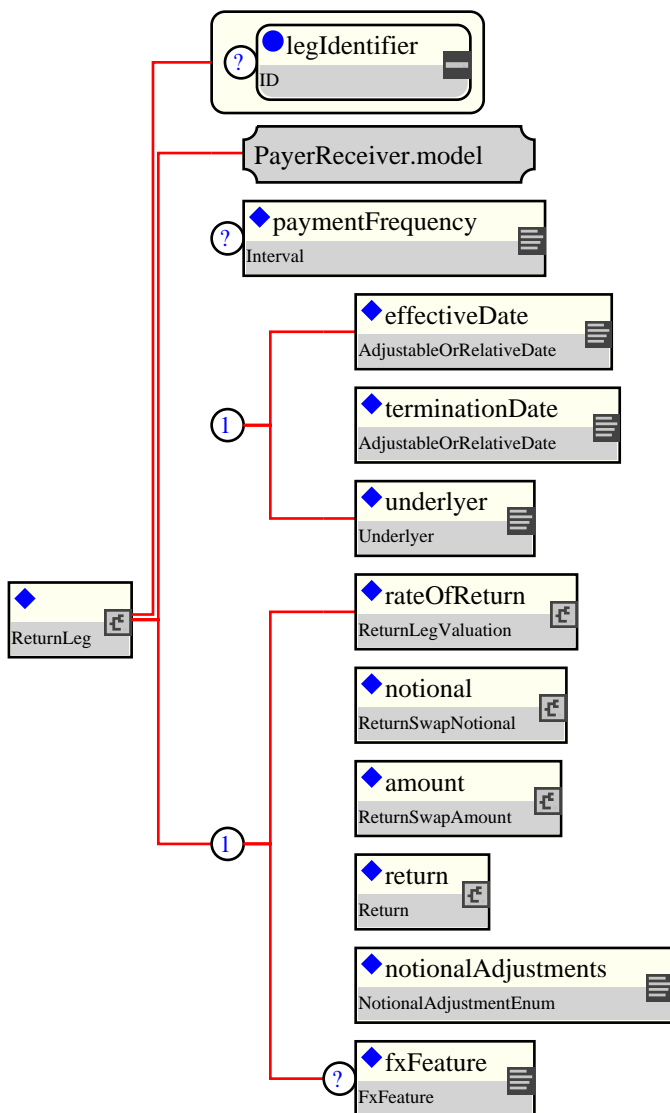 ? legIdentifier
ID
PayerReceiver.model
? paymentFrequency
Interval
effectiveDate
AdjustableOrRelativeDate
1
terminationDate
AdjustableOrRelativeDate
underlyer
Underlyer
ReturnLeg
rateOfReturn
ReturnLegValuation
notional
ReturnSwapNotional
amount
ReturnSwapAmount
1
return
Return
notionalAdjustments
NotionalAdjustmentEnum
? fxFeature
FxFeature